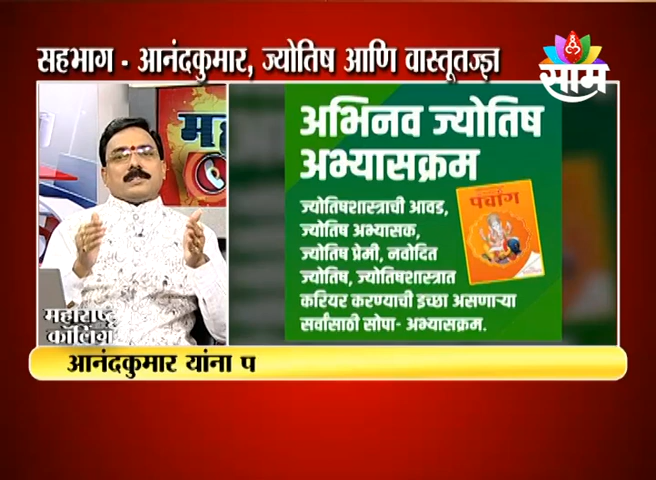 सहभाग - आनंदकुमार, ज्योतिष आणि वास्तूतज्ज्ञ
साम
अभिनव ज्योतिष
अभ्यासक्रम
ज्योतिषशास्त्राची आवड,
ज्योतिष अभ्यासक,
ज्योतिष प्रेमी, नवोदित
ज्योतिष, ज्योतिषशास्त्रात
करियर करण्याची इच्छा असणाऱ्या
सर्वांसाठी सोपा- अभ्यासक्रम.
पंचांग
महाराष्ट्र
कॉलिंग
आनंदकुमार यांना प